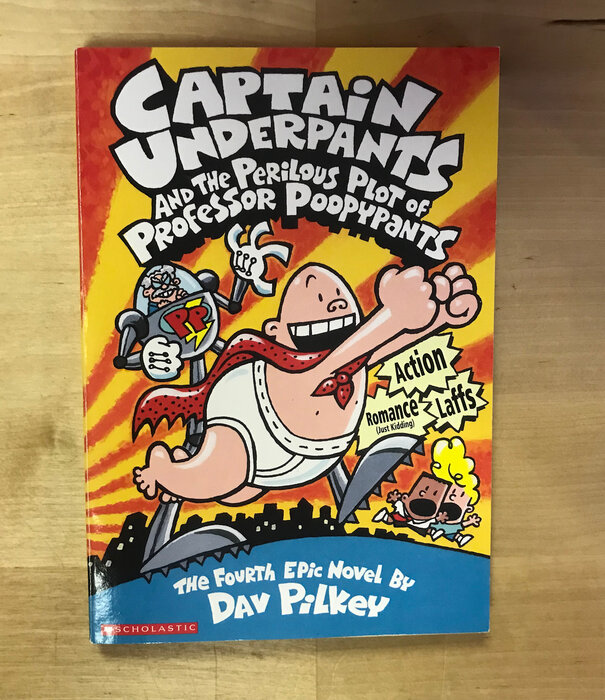 CAPTAIN
UNDERPANTS
AND THE PERILOUS PLOT OF
PROFESSOR POOPYPANTS
PP
Action
Romance
(Just Kidding)
Laffs
THE FOURTH EPIC NOVEL BY
DAV PILKEY
SCHOLASTIC